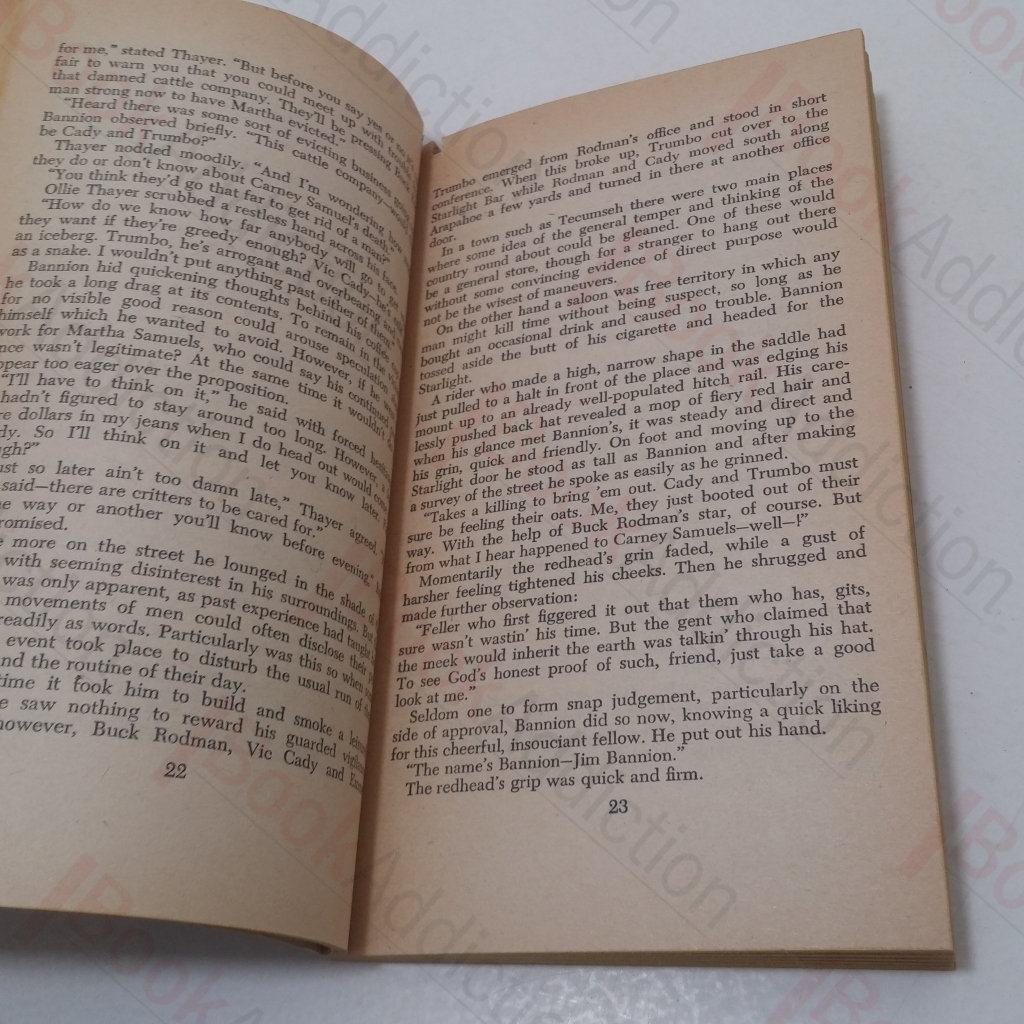 for me," stated Thayer. "But before you say yes or
fair to warn you that you could meet up with trouble
that damned cattle company. They'll be pressing Buck
man strong now to have Martha evicted."
"Heard there was some sort of evicting business
Bannion observed briefly. "This cattle company—
be Cady and Trumbo?"
Thayer nodded moodily. "And I'm wondering how
they do or don't know about Carney Samuel's death."
"You think they'd go that far to get rid of a man?"
Ollie Thayer scrubbed a restless hand across his face.
"How do we know how far anybody will go to get
they want if they're greedy enough? Vic Cady—he's
an iceberg. Trumbo, he's arrogant and overbearing and
as a snake. I wouldn't put anything past either of them."
Bannion hid quickening thoughts behind his coffee
he took a long drag at its contents. To remain in the
for no visible good reason could arouse speculation
himself which he wanted to avoid. However, if he
work for Martha Samuels, who could say his continued
nce wasn't legitimate? At the same time it wouldn't do
ppear too eager over the proposition.
"I'll have to think on it," he said with forced
hadn't figured to stay around too long. However, a
re dollars in my jeans when I do head out would come
dy. So I'll think on it and let you know later.
gh?"
ust so later ain't too damn late," Thayer agreed.
said—there are critters to be cared for."
e way or another you'll know before evening,"
romised.
e more on the street he lounged in the shade of
with seeming disinterest in his surroundings. But
was only apparent, as past experience had taught
movements of men could often disclose their
readily as words. Particularly was this so when
event took place to disturb the usual run of
nd the routine of their day.
time it took him to build and smoke a
e saw nothing to reward his guarded
however, Buck Rodman, Vic Cady and
22
Trumbo emerged from Rodman's office and stood in short
conference. When this broke up, Trumbo cut over to the
Starlight Bar while Rodman and Cady moved south along
Arapahoe a few yards and turned in there at another office
door.
In a town such as Tecumseh there were two main places
where some idea of the general temper and thinking of the
country round about could be gleaned. One of these would
be a general store, though for a stranger to hang out there
without some convincing evidence of direct purpose would
not be the wisest of maneuvers.
On the other hand a saloon was free territory in which any
man might kill time without being suspect, so long as he
bought an occasional drink and caused no trouble. Bannion
tossed aside the butt of his cigarette and headed for the
Starlight.
A rider who made a high, narrow shape in the saddle had
just pulled to a halt in front of the place and was edging his
mount up to an already well-populated hitch rail. His care-
lessly pushed back hat revealed a mop of fiery red hair and
when his glance met Bannion's, it was steady and direct and
his grin, quick and friendly. On foot and moving up to the
Starlight door he stood as tall as Bannion and after making
a survey of the street he spoke as easily as he grinned.
"Takes a killing to bring 'em out. Cady and Trumbo must
sure be feeling their oats. Me, they just booted out of their
way. With the help of Buck Rodman's star, of course. But
from what I hear happened to Carney Samuels—well—!"
Momentarily the redhead's grin faded, while a gust of
harsher feeling tightened his cheeks. Then he shrugged and
made further observation:
"Feller who first figgered it out that them who has, gits,
sure wasn't wastin' his time. But the gent who claimed that
the meek would inherit the earth was talkin' through his hat.
To see God's honest proof of such, friend, just take a good
look at me."
Seldom one to form snap judgement, particularly on the
side of approval, Bannion did so now, knowing a quick liking
for this cheerful, insouciant fellow. He put out his hand.
"The name's Bannion—Jim Bannion."
The redhead's grip was quick and firm.
23
BookAddiction